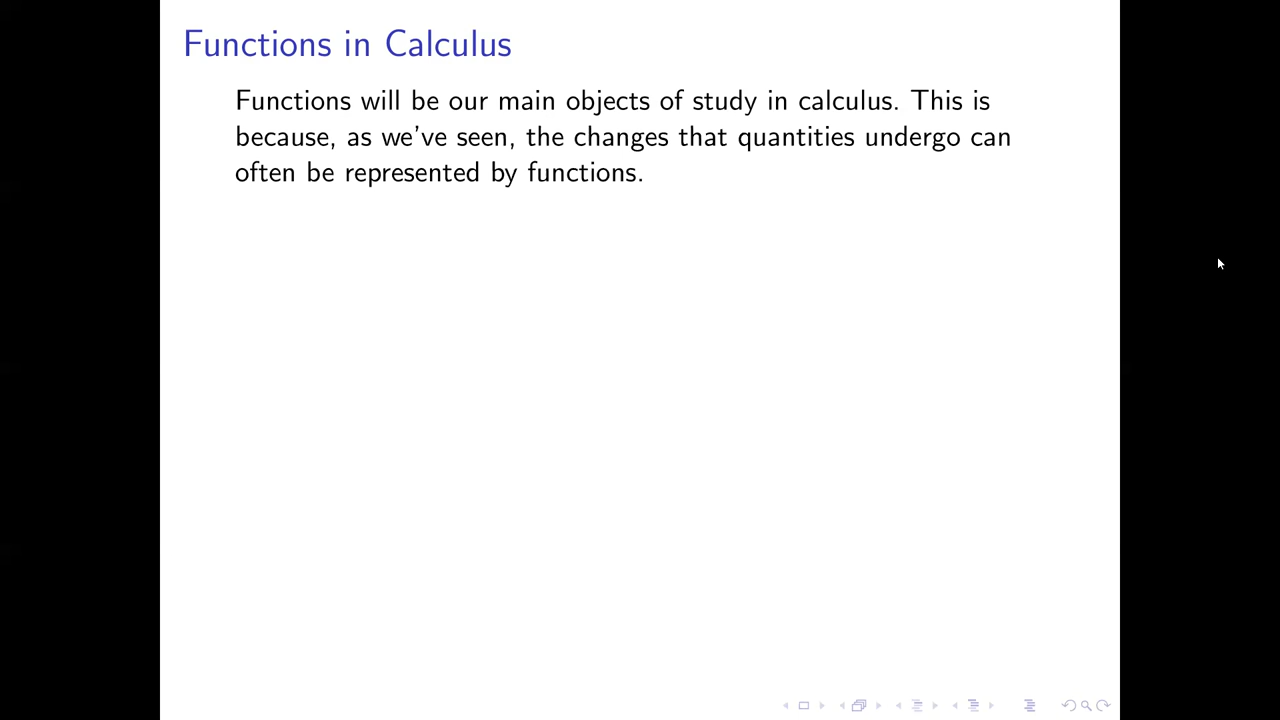 Functions in Calculus
Functions will be our main objects of study in calculus. This is
because, as we've seen, the changes that quantities undergo can
often be represented by functions.